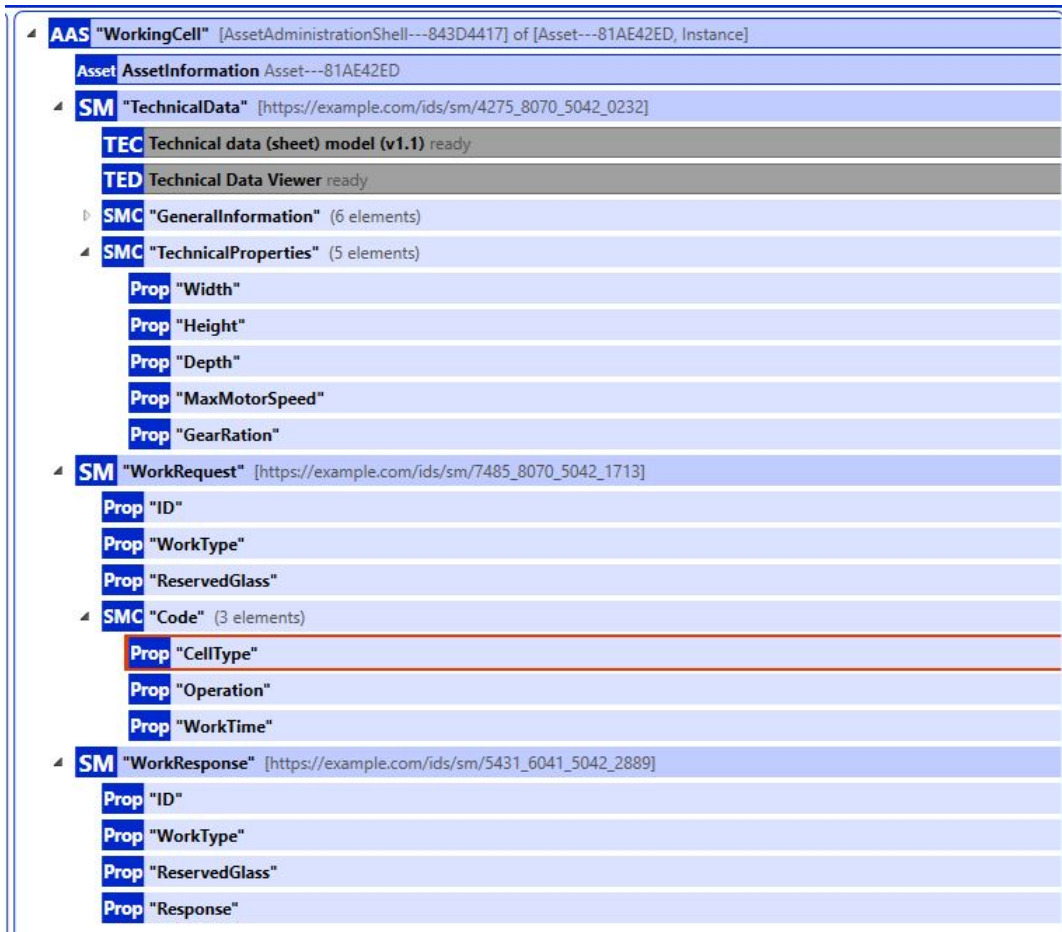 AAS "WorkingCell" [AssetAdministrationShell---843D4417] of [Asset---81AE42ED, Instance]
Asset AssetInformation Asset---81AE42ED
SM "TechnicalData" [https://example.com/ids/sm/4275_8070_5042_0232]
TEC Technical data (sheet) model (v1.1) ready
TED Technical Data Viewer ready
SMC "GeneralInformation" (6 elements)
SMC "TechnicalProperties" (5 elements)
Prop "Width"
Prop "Height"
Prop "Depth"
Prop "MaxMotorSpeed"
Prop "GearRation"
SM "WorkRequest" [https://example.com/ids/sm/7485_8070_5042_1713]
Prop "ID"
Prop "WorkType"
Prop "ReservedGlass"
SMC "Code" (3 elements)
Prop "CellType"
Prop "Operation"
Prop "WorkTime"
SM "WorkResponse" [https://example.com/ids/sm/5431_6041_5042_2889]
Prop "ID"
Prop "WorkType"
Prop "ReservedGlass"
Prop "Response"